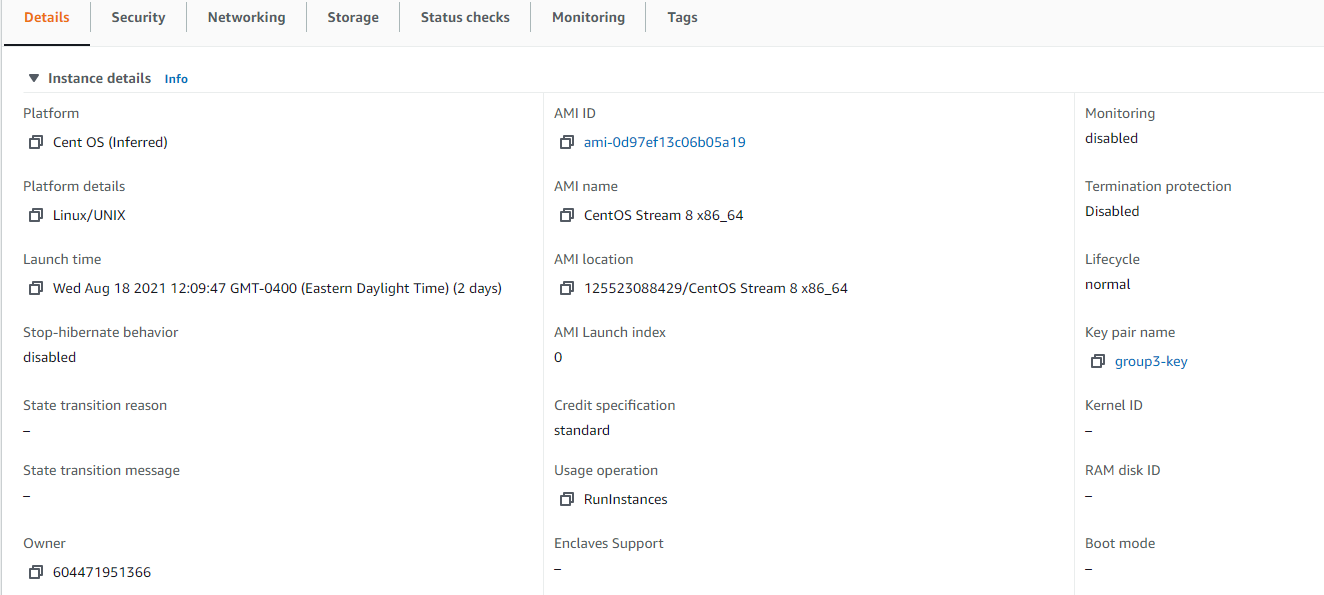 Details
Security
Networking
Storage
Status checks
Monitoring
Tags
Instance details Info
Platform
Cent OS (Inferred)
Platform details
Linux/UNIX
Launch time
Wed Aug 18 2021 12:09:47 GMT-0400 (Eastern Daylight Time) (2 days)
Stop-hibernate behavior
disabled
State transition reason
–
State transition message
–
Owner
604471951366
AMI ID
ami-0d97ef13c06b05a19
AMI name
CentOS Stream 8 x86_64
AMI location
125523088429/CentOS Stream 8 x86_64
AMI Launch index
0
Credit specification
standard
Usage operation
RunInstances
Enclaves Support
–
Monitoring
disabled
Termination protection
Disabled
Lifecycle
normal
Key pair name
group3-key
Kernel ID
–
RAM disk ID
–
Boot mode
–